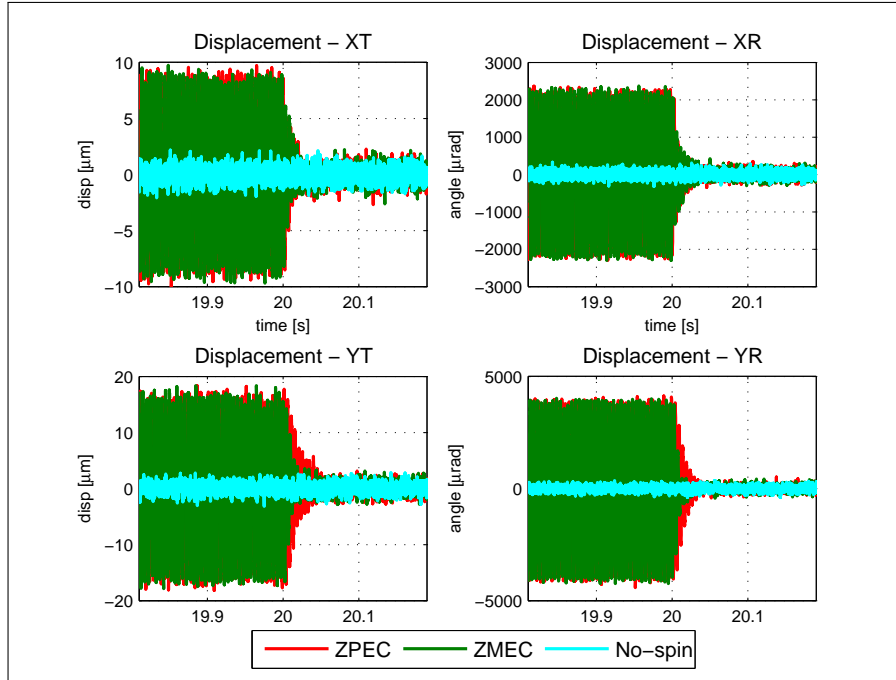 Displacement − XT
10
5
0
−5
−10
disp [µm]
19.9 20 20.1
time [s]
Displacement − XR
3000
2000
1000
0
−1000
−2000
−3000
angle [µrad]
19.9 20 20.1
time [s]
Displacement − YT
20
10
0
−10
−20
disp [µm]
19.9 20 20.1
Displacement − YR
5000
0
−5000
angle [µrad]
19.9 20 20.1
ZPEC ZMEC No−spin